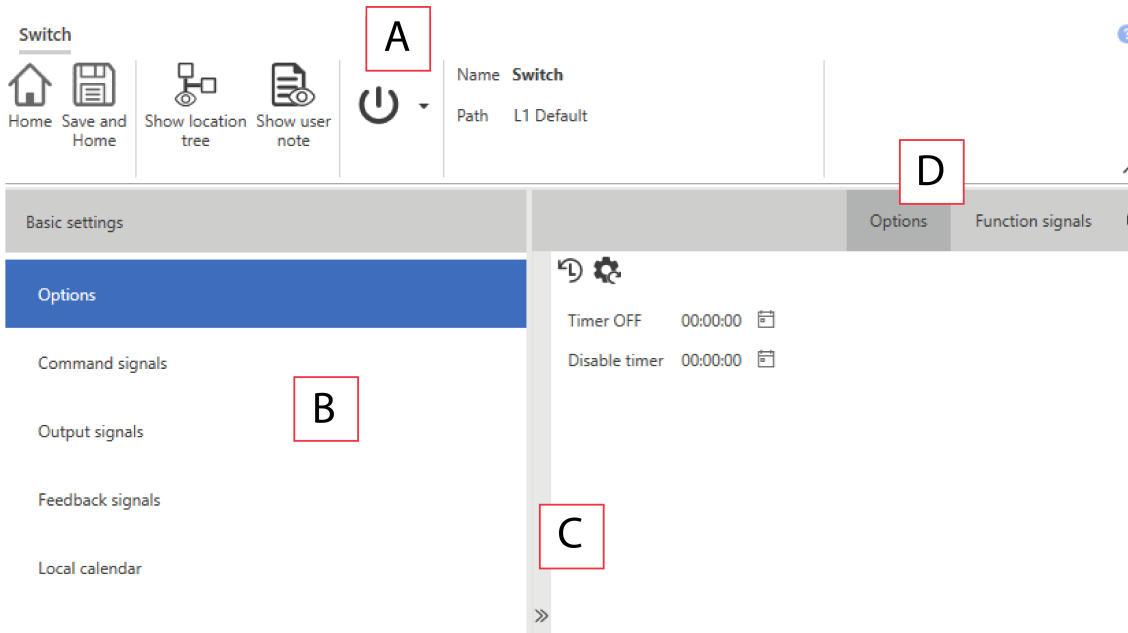 Switch
A
Home
Save and
Home
Show location
tree
Show user
note
Name Switch
Path L1 Default
D
Basic settings
Options Function signals
Options
Timer OFF 00:00:00
Disable timer 00:00:00
Command signals
B
Output signals
Feedback signals
C
Local calendar